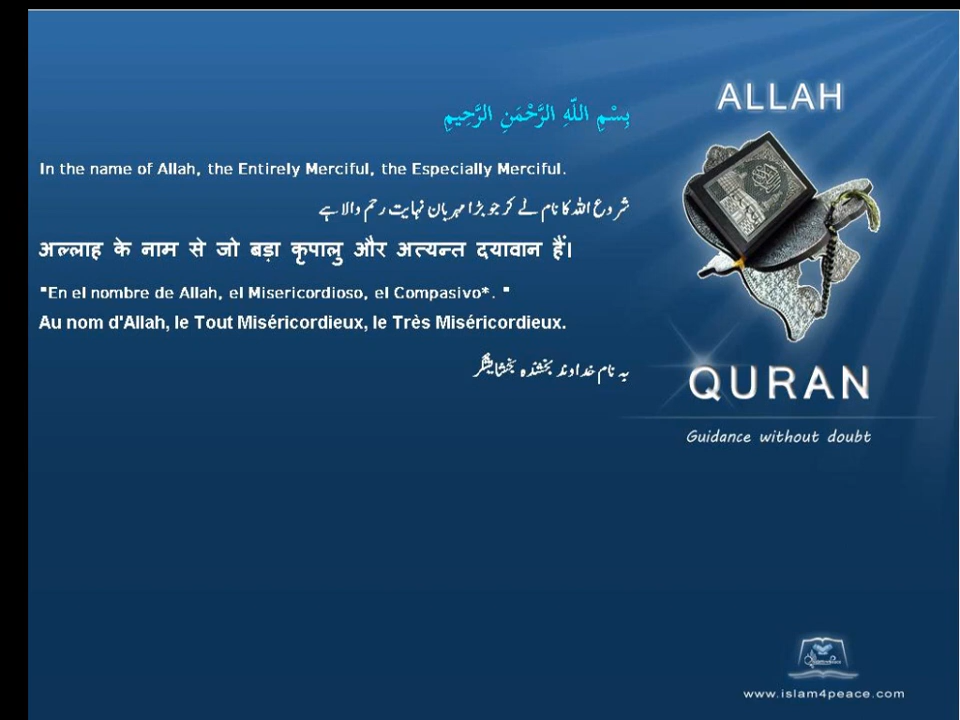 بِسْمِ اللَّهِ الرَّحْمَنِ الرَّحِيمِ
In the name of Allah, the Entirely Merciful, the Especially Merciful.
شروع اللہ کا نام لے کر جو بڑا مہربان نہایت رحم والا ہے
अल्लाह के नाम से जो बड़ा कृपालु और अत्यन्त दयावान हैं।
"En el nombre de Allah, el Misericordioso, el Compasivo*. "
Au nom d'Allah, le Tout Miséricordieux, le Très Miséricordieux.
به نام خداوند بخشنده بخشایشگر
ALLAH
QURAN
Guidance without doubt
www.islam4peace.com